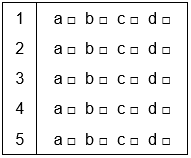 1 a □ b □ c □ d □
2 a □ b □ c □ d □
3 a □ b □ c □ d □
4 a □ b □ c □ d □
5 a □ b □ c □ d □